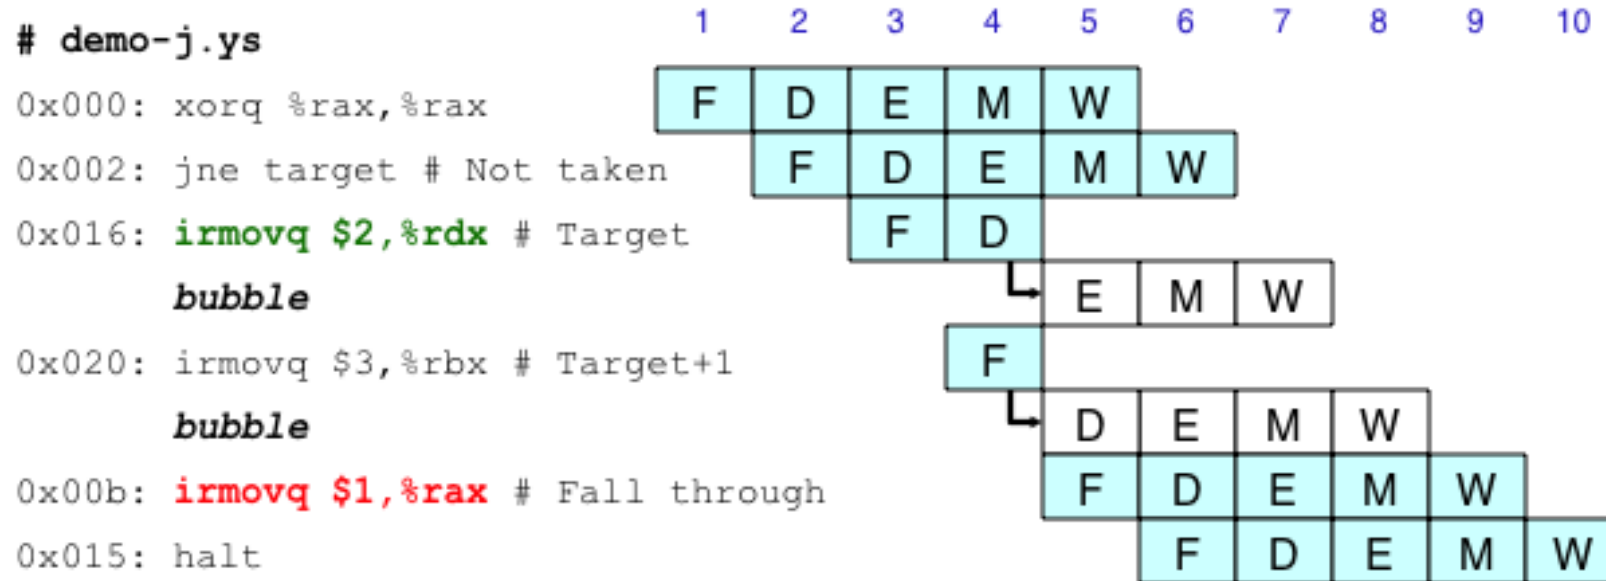 1 2 3 4 5 6 7 8 9 10
# demo-j.ys
0x000: xorq %rax,%rax F D E M W
0x002: jne target # Not taken F D E M W
0x016: irmovq $2,%rdx # Target F D
bubble E M W
0x020: irmovq $3,%rbx # Target+1 F
bubble D E M W
0x00b: irmovq $1,%rax # Fall through F D E M W
0x015: halt F D E M W